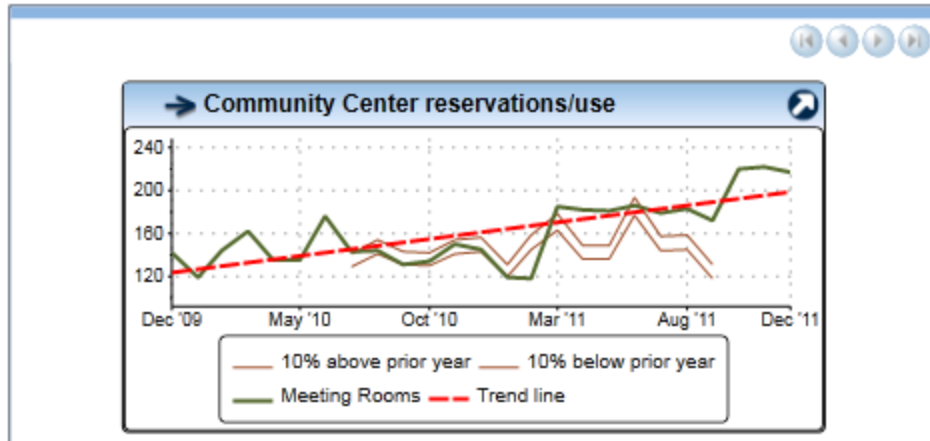 Community Center reservations/use
240
200
160
120
Dec '09 May '10 Oct '10 Mar '11 Aug '11 Dec '11
10% above prior year 10% below prior year
Meeting Rooms Trend line